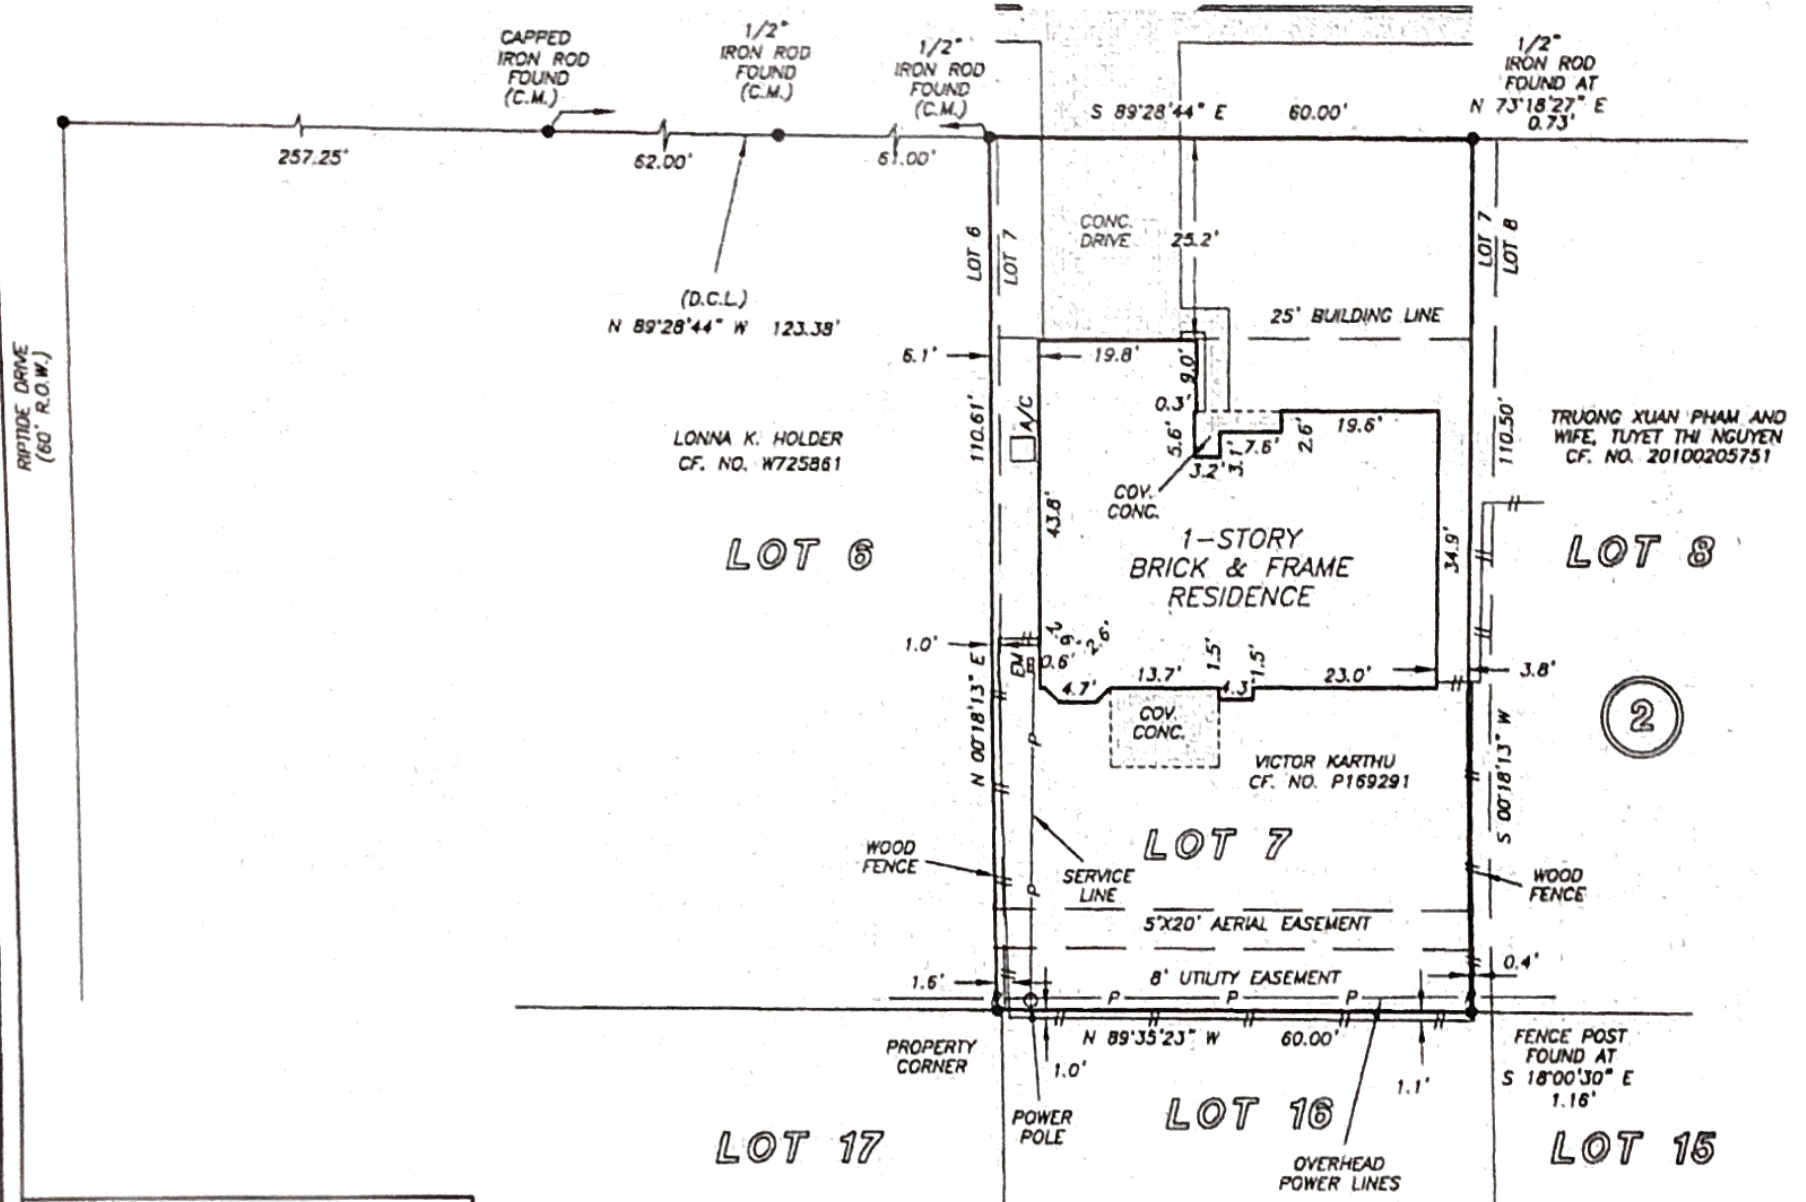 CAPPED
IRON ROD
FOUND
(C.M.)
1/2"
IRON ROD
FOUND
(C.M.)
1/2"
IRON ROD
FOUND
(C.M.)
S 89°28'44" E 60.00'
1/2"
IRON ROD
FOUND AT
N 73°18'27" E
0.73'
257.25'
62.00'
61.00'
(D.C.L.)
N 89°28'44" W 123.38'
RIPTIDE DRIVE
(60' R.O.W.)
LOT 6
LOT 7
CONC.
DRIVE
25.2'
LOT 7
LOT 8
25' BUILDING LINE
6.1'
19.8'
9.0'
0.3'
A/C
110.61'
5.6'
3.2'
3.1'
7.6'
2.6'
19.6'
110.50'
LONNA K. HOLDER
CF. NO. W725861
TRUONG XUAN PHAM AND
WIFE, TUYET THI NGUYEN
CF. NO. 20100205751
COV.
CONC.
43.8'
34.9'
LOT 6
1-STORY
BRICK & FRAME
RESIDENCE
LOT 8
1.0'
EM
2.6'
2.6'
0.6'
4.7'
13.7'
1.5'
4.3'
1.5'
23.0'
3.8'
N 00°18'13" E
COV.
CONC.
2
VICTOR KARTHU
CF. NO. P169291
S 00°18'13" W
P
LOT 7
WOOD
FENCE
SERVICE
LINE
P
WOOD
FENCE
5'X20' AERIAL EASEMENT
8' UTILITY EASEMENT
1.6'
0.4'
P P P P
N 89°35'23" W 60.00'
PROPERTY
CORNER
1.0'
1.1'
FENCE POST
FOUND AT
S 18°00'30" E
1.16'
POWER
POLE
LOT 16
LOT 17
LOT 15
OVERHEAD
POWER LINES